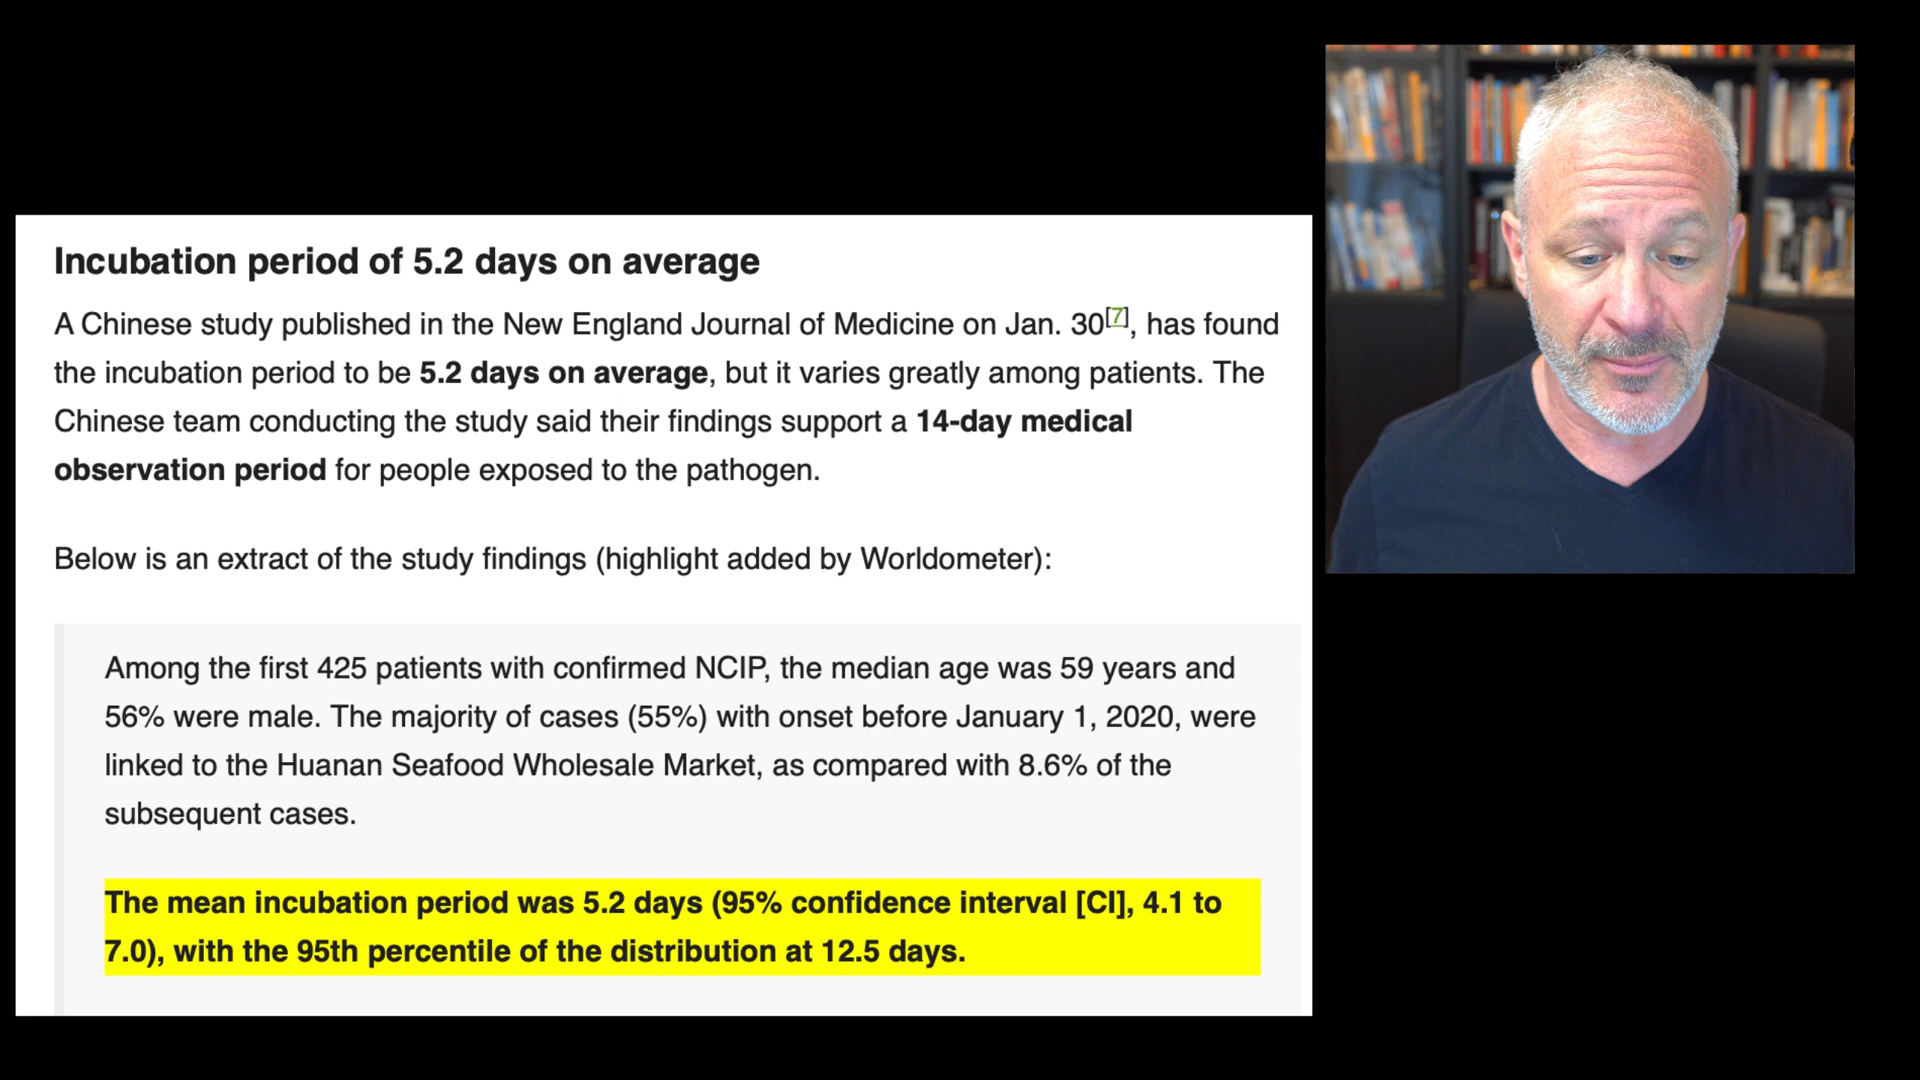 Incubation period of 5.2 days on average
A Chinese study published in the New England Journal of Medicine on Jan. 30[7], has found
the incubation period to be 5.2 days on average, but it varies greatly among patients. The
Chinese team conducting the study said their findings support a 14-day medical
observation period for people exposed to the pathogen.
Below is an extract of the study findings (highlight added by Worldometer):
Among the first 425 patients with confirmed NCIP, the median age was 59 years and
56% were male. The majority of cases (55%) with onset before January 1, 2020, were
linked to the Huanan Seafood Wholesale Market, as compared with 8.6% of the
subsequent cases.
The mean incubation period was 5.2 days (95% confidence interval [CI], 4.1 to
7.0), with the 95th percentile of the distribution at 12.5 days.